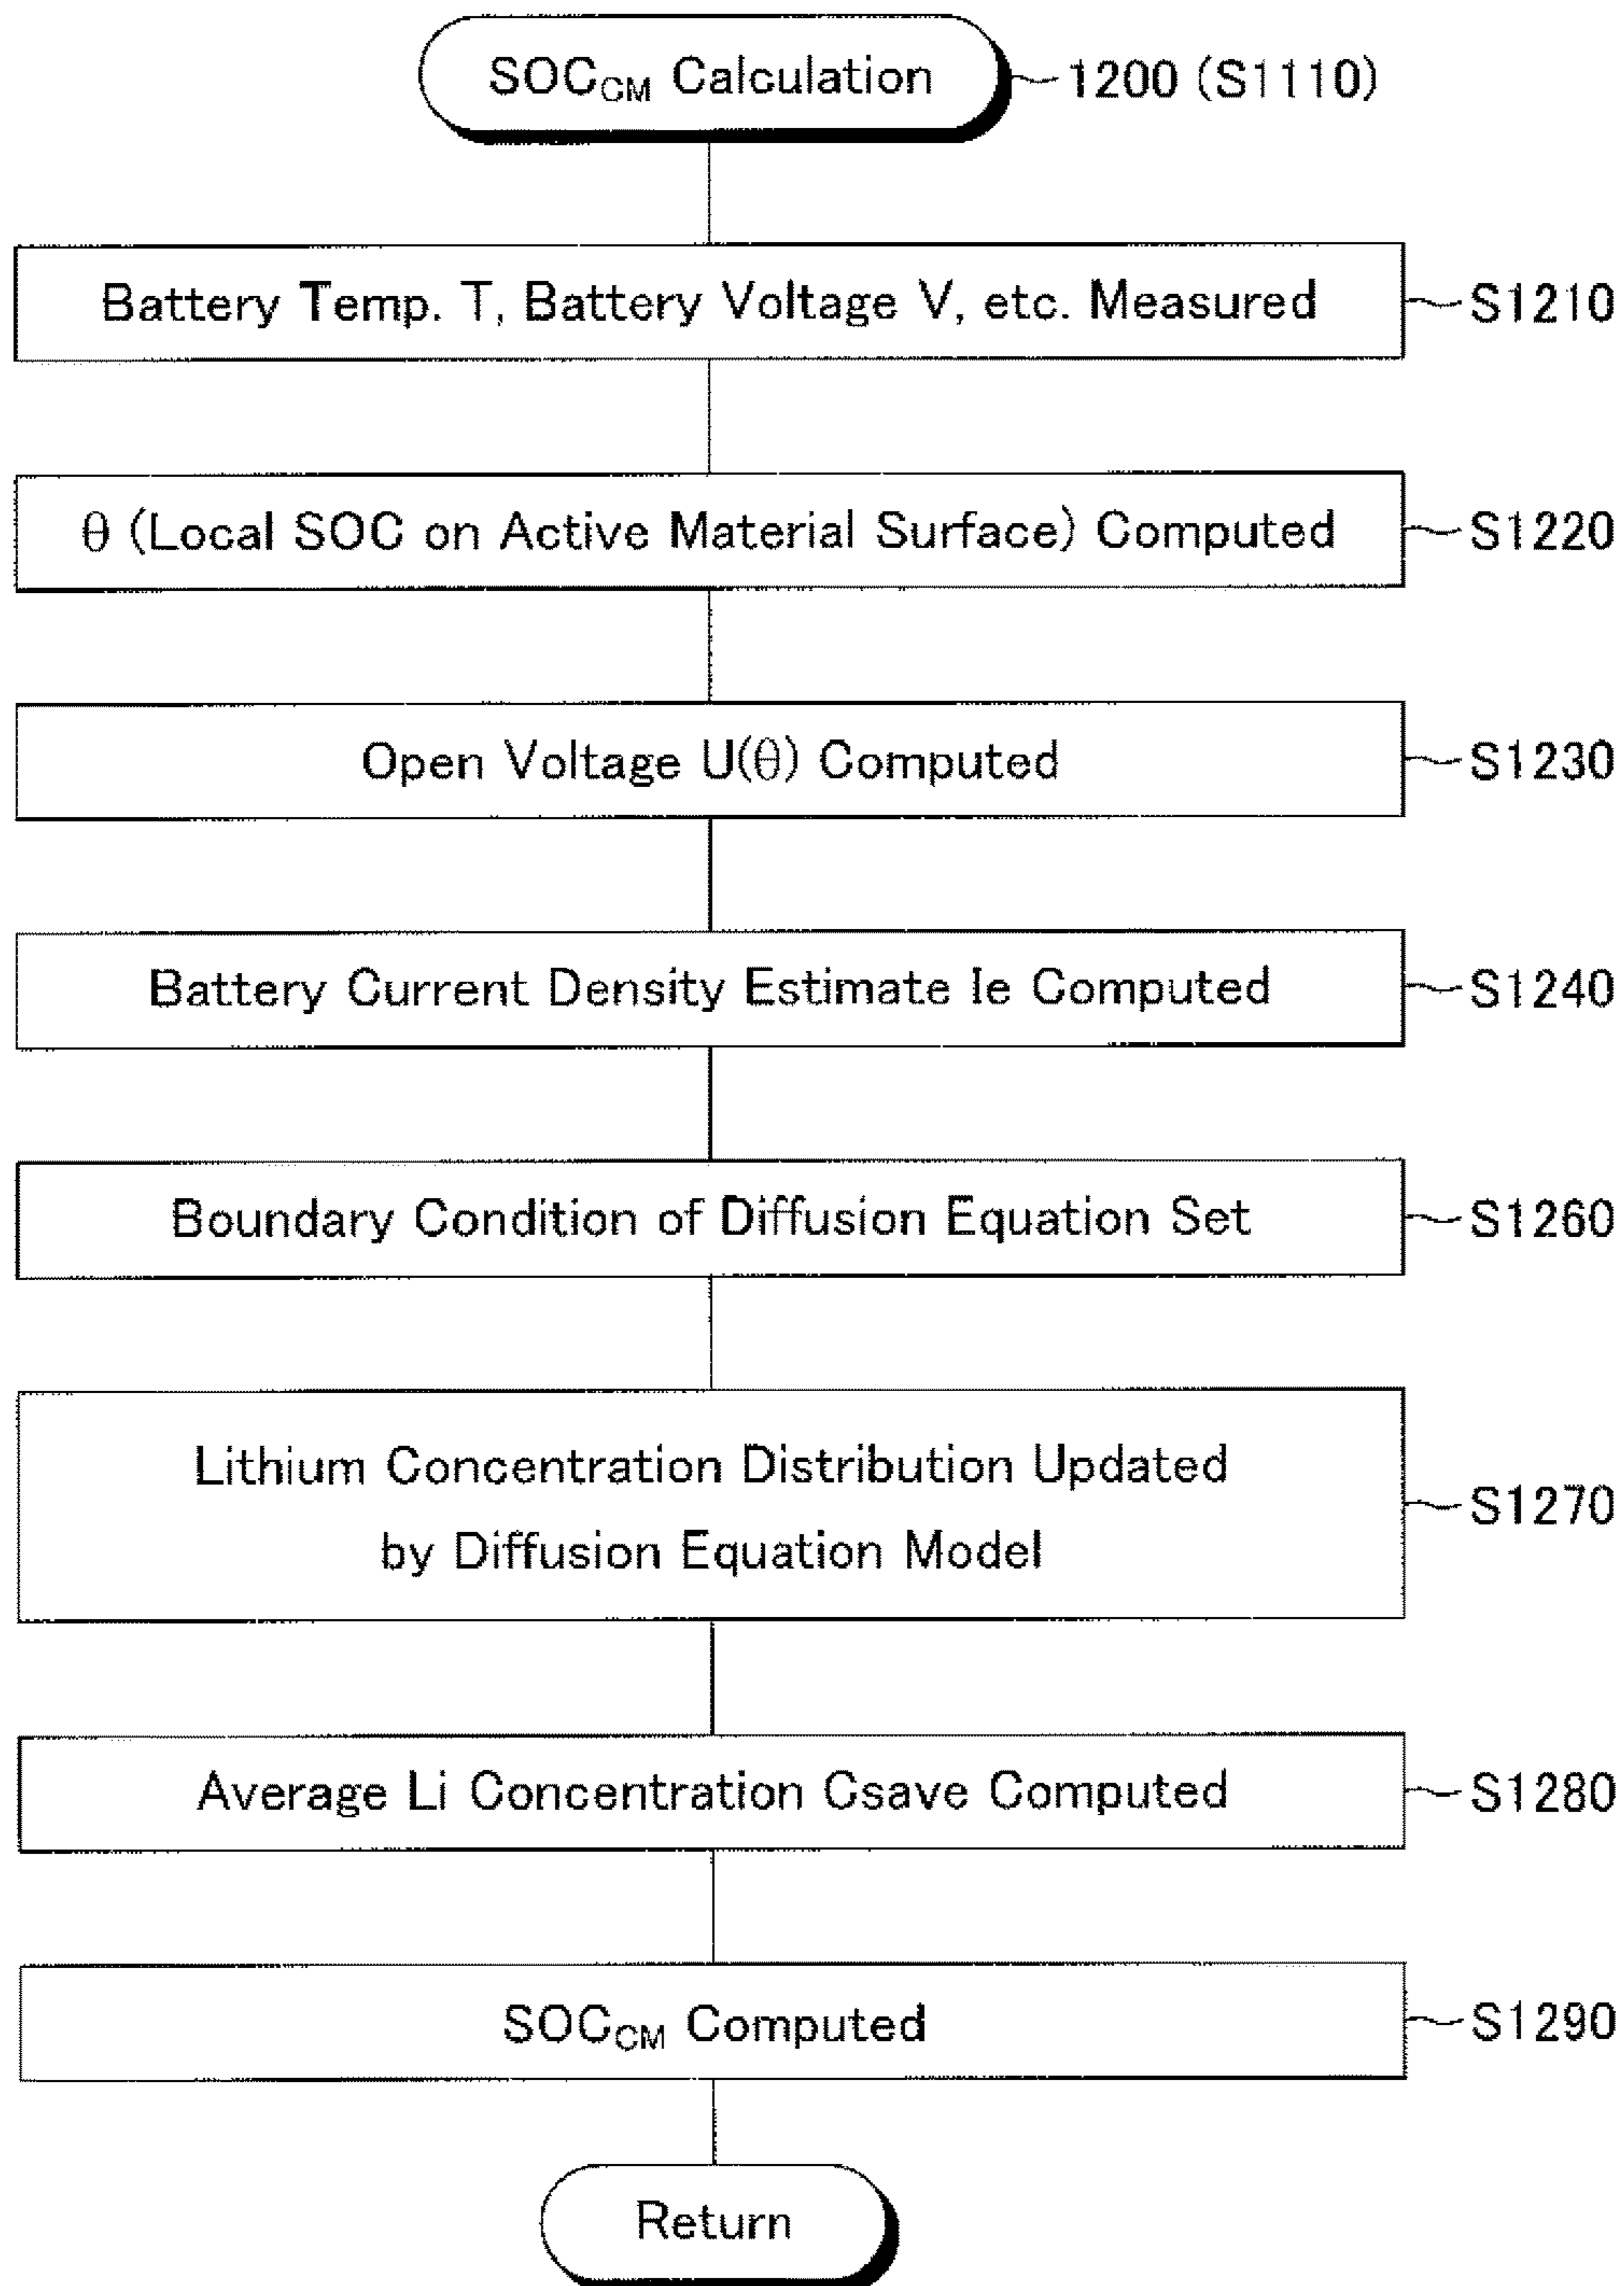 SOC_CM Calculation 1200 (S1110)
Battery Temp. T, Battery Voltage V, etc. Measured S1210
θ (Local SOC on Active Material Surface) Computed S1220
Open Voltage U(θ) Computed S1230
Battery Current Density Estimate Ie Computed S1240
Boundary Condition of Diffusion Equation Set S1260
Lithium Concentration Distribution Updated
by Diffusion Equation Model
S1270
Average Li Concentration Csave Computed S1280
SOC_CM Computed S1290
Return